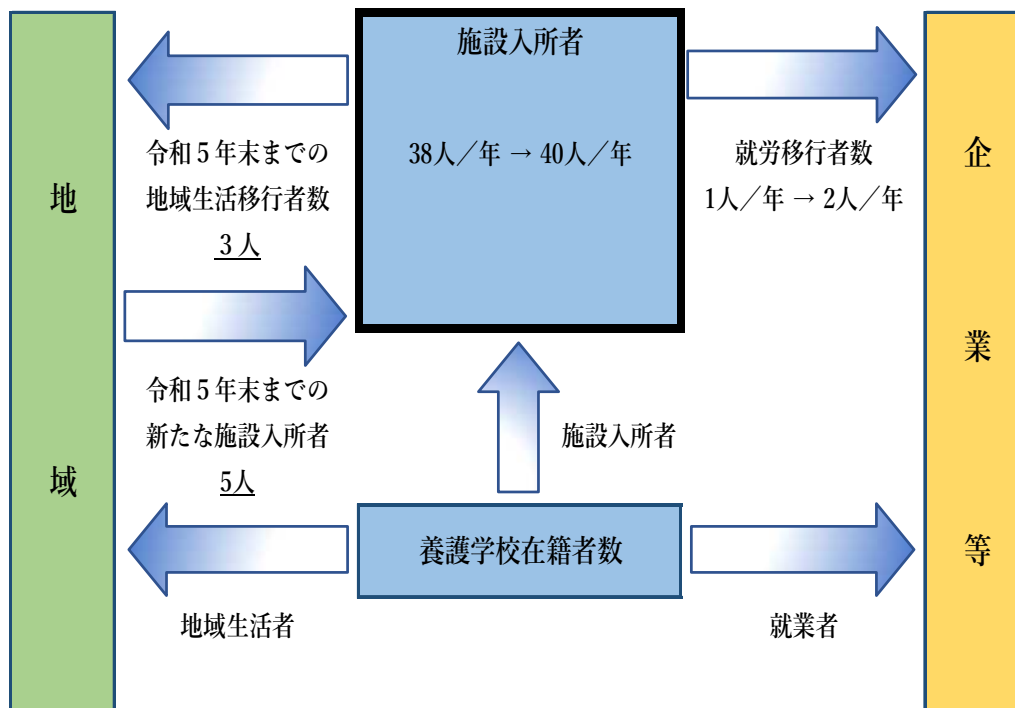 施設入所者
38人／年 → 40人／年
令和５年末までの
地域生活移行者数
３人
就労移行者数
1人／年 → 2人／年
地域
企業等
令和５年末までの
新たな施設入所者
5人
施設入所者
養護学校在籍者数
地域生活者
就業者